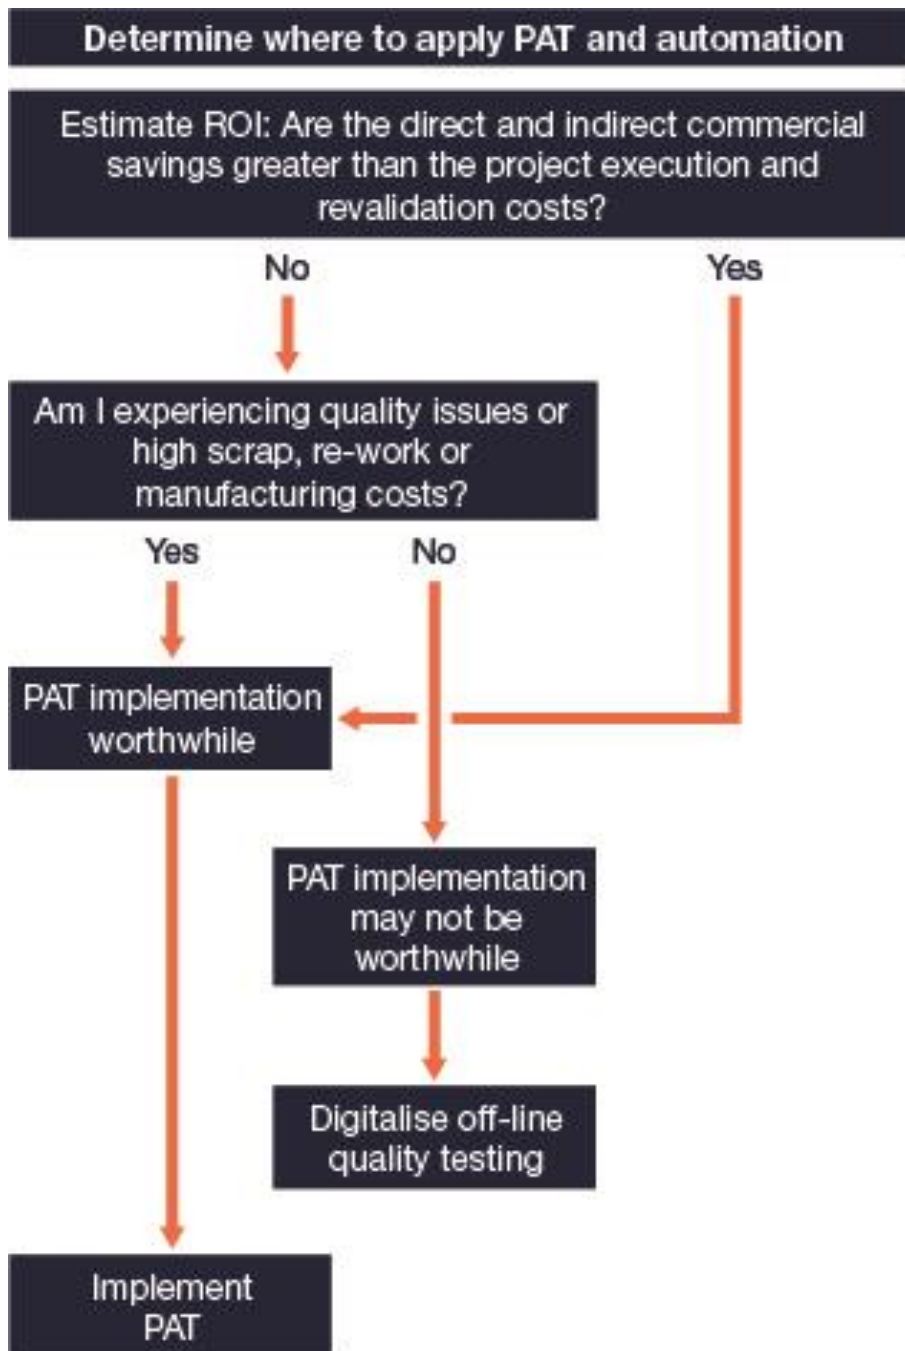 Determine where to apply PAT and automation
Estimate ROI: Are the direct and indirect commercial
savings greater than the project execution and
revalidation costs?
No
Yes
Am I experiencing quality issues or
high scrap, re-work or
manufacturing costs?
Yes
No
PAT implementation
worthwhile
PAT implementation
may not be
worthwhile
Digitalise off-line
quality testing
Implement
PAT